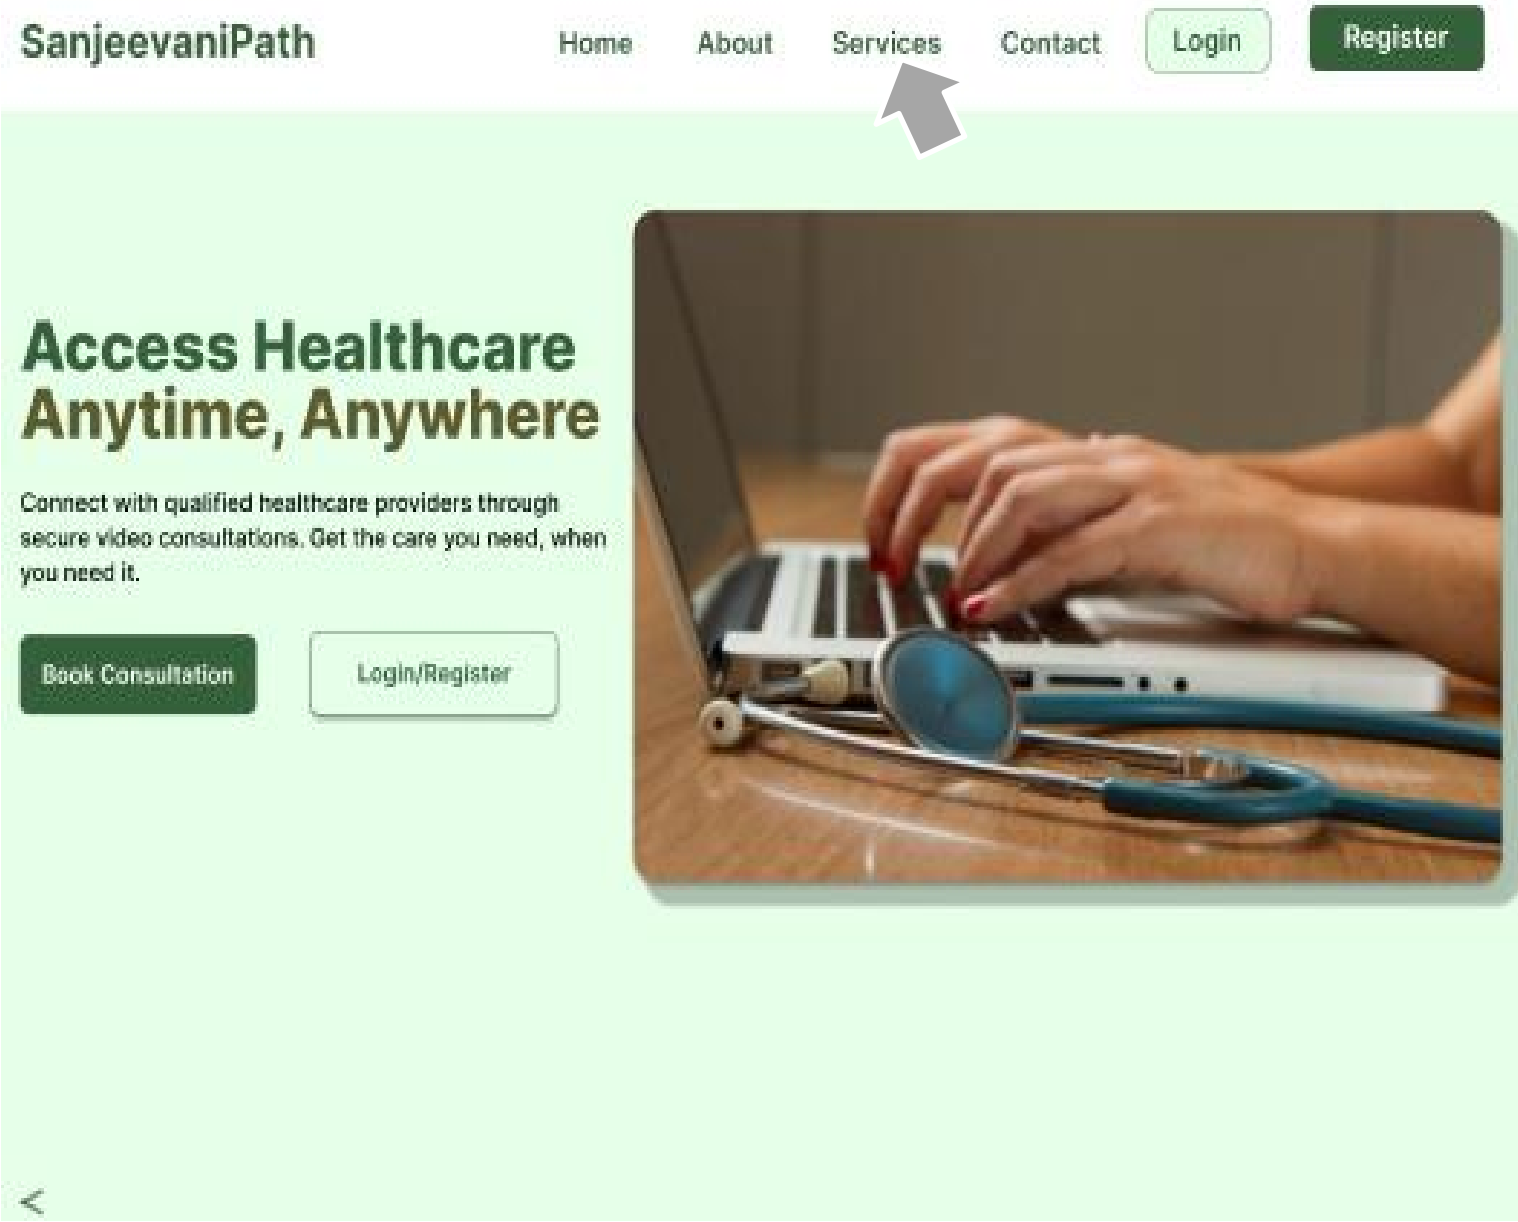 SanjeevaniPath
Home About Services Contact Login Register
Access Healthcare
Anytime, Anywhere
Connect with qualified healthcare providers through
secure video consultations. Get the care you need, when
you need it.
Book Consultation Login/Register
<